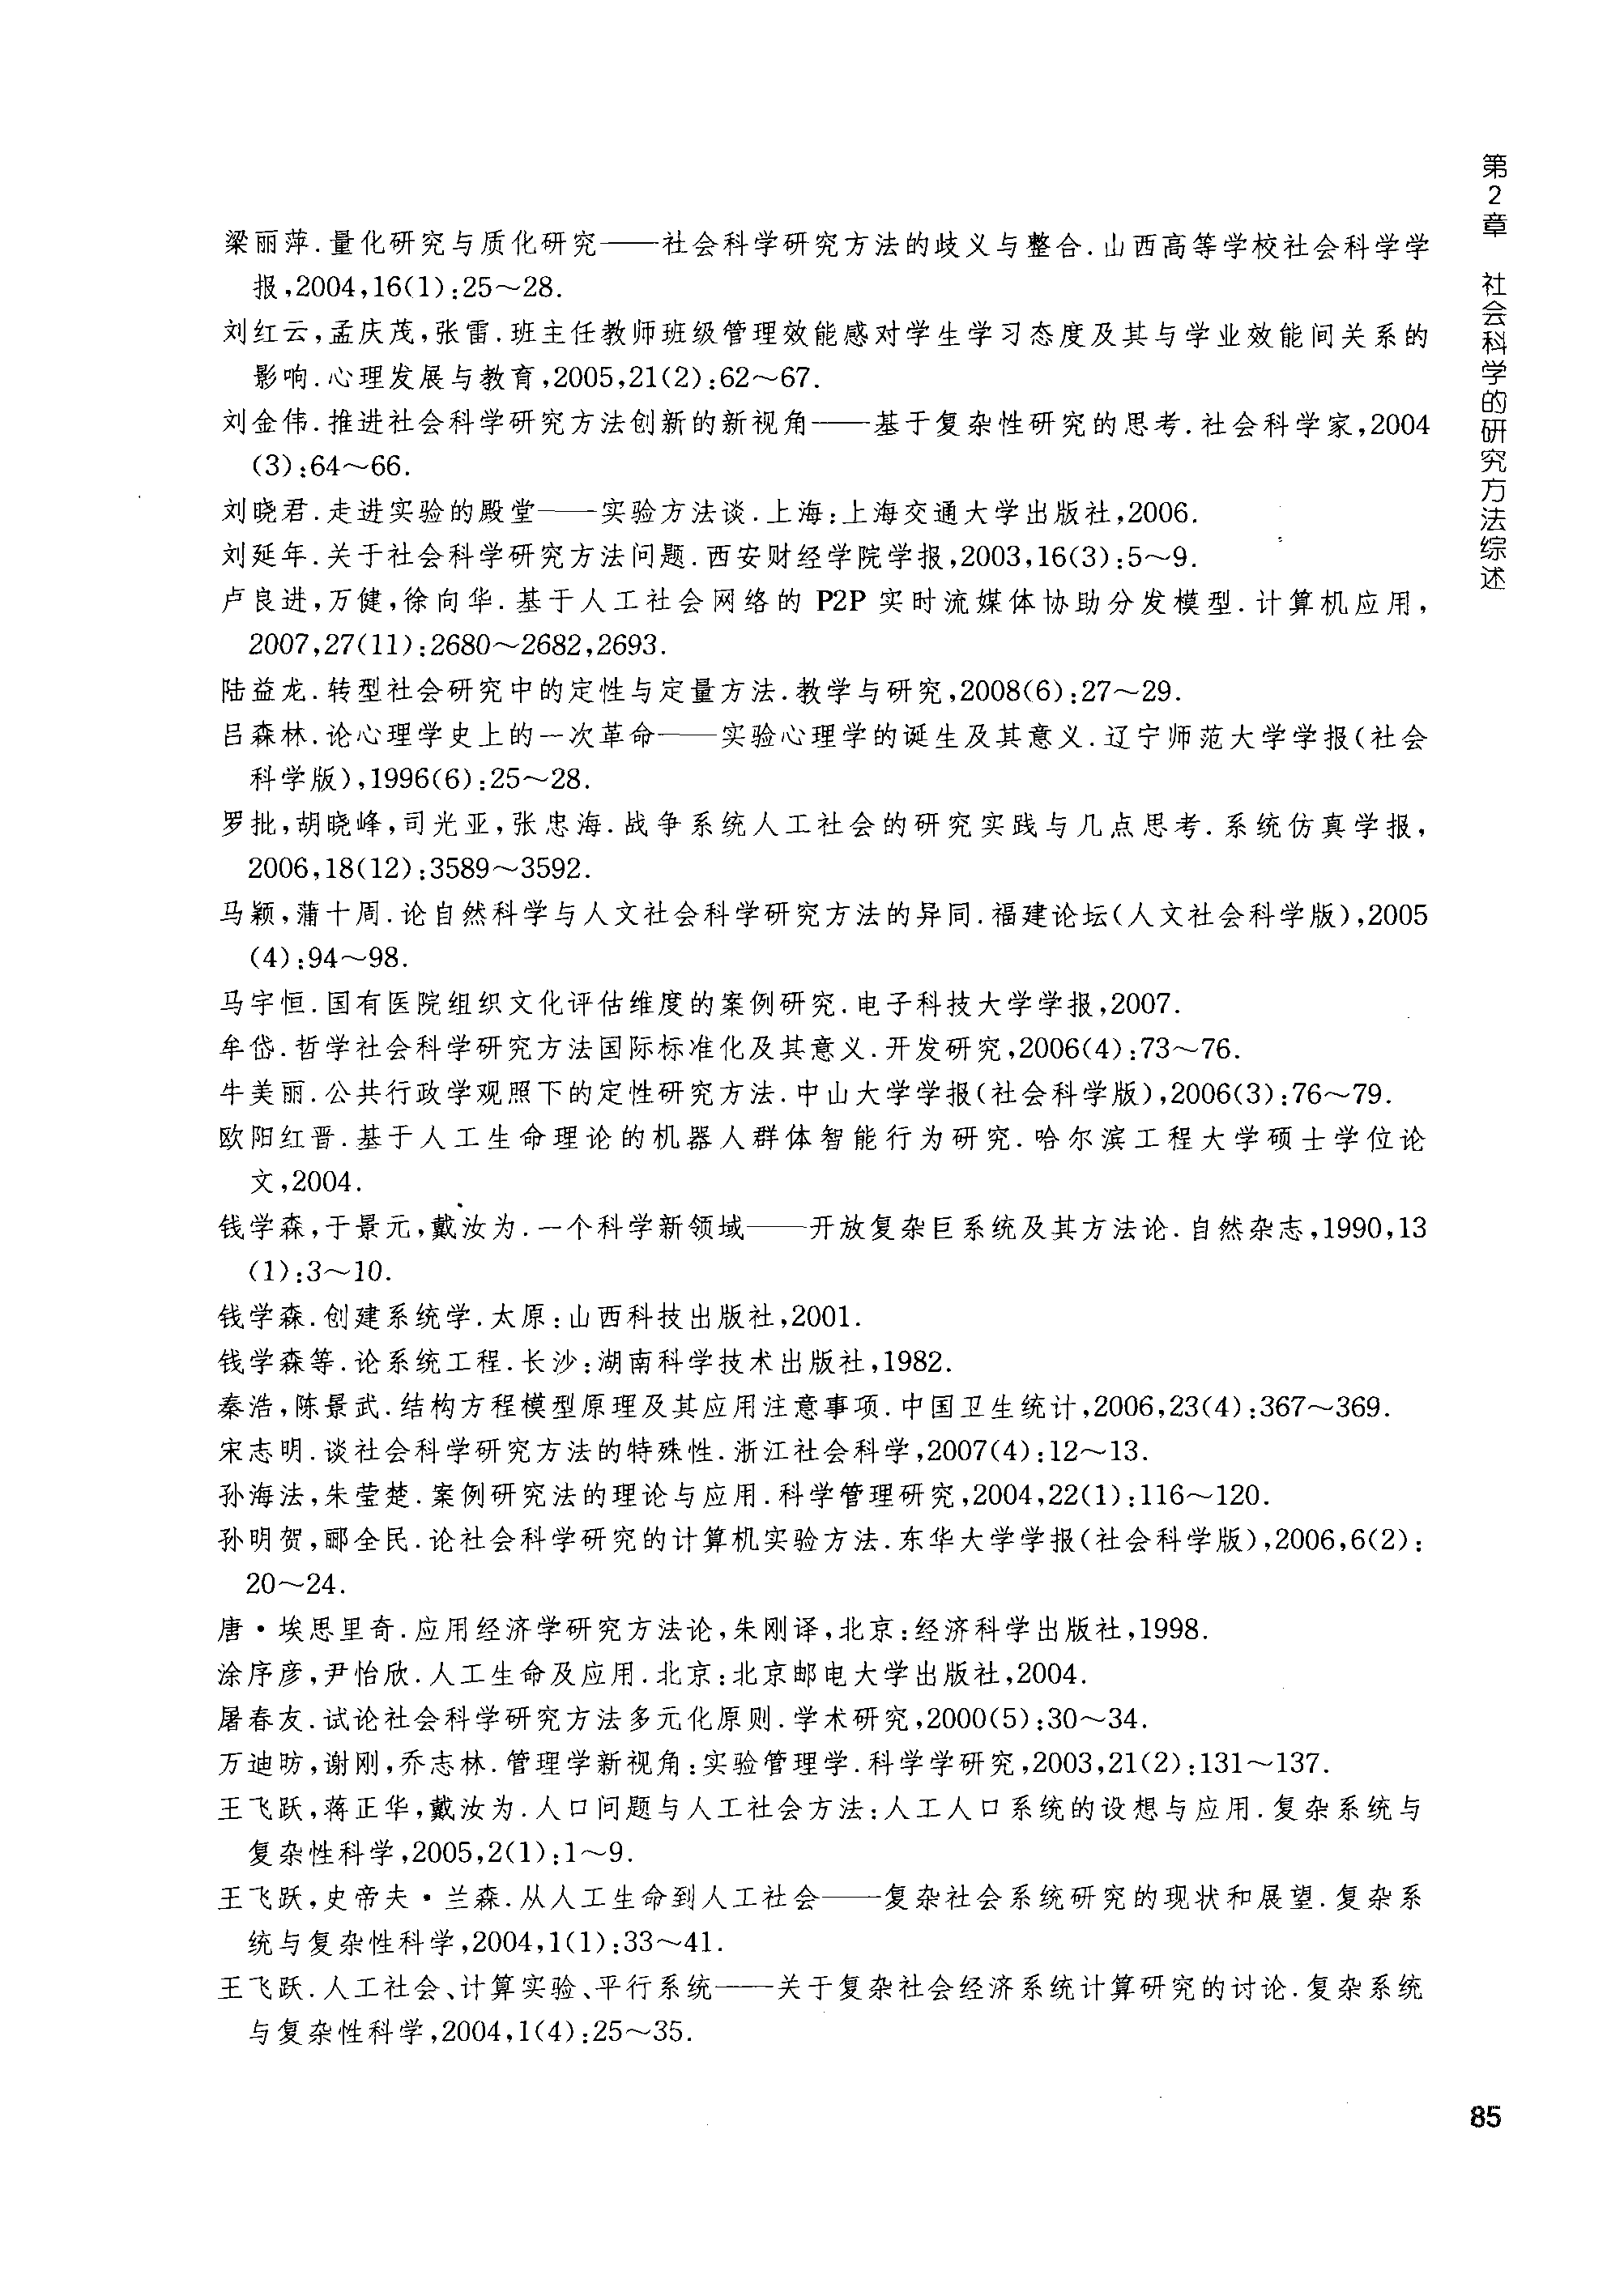 第2章 社会科学的研究方法综述
梁丽萍.量化研究与质化研究——社会科学研究方法的歧义与整合.山西高等学校社会科学学
报,2004,16(1):25～28.
刘红云,孟庆茂,张雷.班主任教师班级管理效能感对学生学习态度及其与学业效能间关系的
影响.心理发展与教育,2005,21(2):62～67.
刘金伟.推进社会科学研究方法创新的新视角——基于复杂性研究的思考.社会科学家,2004
(3):64～66.
刘晓君.走进实验的殿堂——实验方法谈.上海:上海交通大学出版社,2006.
刘延年.关于社会科学研究方法问题.西安财经学院学报,2003,16(3):5～9.
卢良进,万健,徐向华.基于人工社会网络的 P2P 实时流媒体协助分发模型.计算机应用,
2007,27(11):2680～2682,2693.
陆益龙.转型社会研究中的定性与定量方法.教学与研究,2008(6):27～29.
吕森林.论心理学史上的一次革命——实验心理学的诞生及其意义.辽宁师范大学学报(社会
科学版),1996(6):25～28.
罗批,胡晓峰,司光亚,张忠海.战争系统人工社会的研究实践与几点思考.系统仿真学报,
2006,18(12):3589～3592.
马颖,蒲十周.论自然科学与人文社会科学研究方法的异同.福建论坛(人文社会科学版),2005
(4):94～98.
马宇恒.国有医院组织文化评估维度的案例研究.电子科技大学学报,2007.
牟岱.哲学社会科学研究方法国际标准化及其意义.开发研究,2006(4):73～76.
牛美丽.公共行政学观照下的定性研究方法.中山大学学报(社会科学版),2006(3):76～79.
欧阳红晋.基于人工生命理论的机器人群体智能行为研究.哈尔滨工程大学硕士学位论
文,2004.
钱学森,于景元,戴汝为.一个科学新领域——开放复杂巨系统及其方法论.自然杂志,1990,13
(1):3～10.
钱学森.创建系统学.太原:山西科技出版社,2001.
钱学森等.论系统工程.长沙:湖南科学技术出版社,1982.
秦浩,陈景武.结构方程模型原理及其应用注意事项.中国卫生统计,2006,23(4):367～369.
宋志明.谈社会科学研究方法的特殊性.浙江社会科学,2007(4):12～13.
孙海法,朱莹楚.案例研究法的理论与应用.科学管理研究,2004,22(1):116～120.
孙明贺,郦全民.论社会科学研究的计算机实验方法.东华大学学报(社会科学版),2006,6(2):
20～24.
唐·埃思里奇.应用经济学研究方法论,朱刚译,北京:经济科学出版社,1998.
涂序彦,尹怡欣.人工生命及应用.北京:北京邮电大学出版社,2004.
屠春友.试论社会科学研究方法多元化原则.学术研究,2000(5):30～34.
万迪昉,谢刚,乔志林.管理学新视角:实验管理学.科学学研究,2003,21(2):131～137.
王飞跃,蒋正华,戴汝为.人口问题与人工社会方法:人工人口系统的设想与应用.复杂系统与
复杂性科学,2005,2(1):1～9.
王飞跃,史帝夫·兰森.从人工生命到人工社会——复杂社会系统研究的现状和展望.复杂系
统与复杂性科学,2004,1(1):33～41.
王飞跃.人工社会、计算实验、平行系统——关于复杂社会经济系统计算研究的讨论.复杂系统
与复杂性科学,2004,1(4):25～35.
85